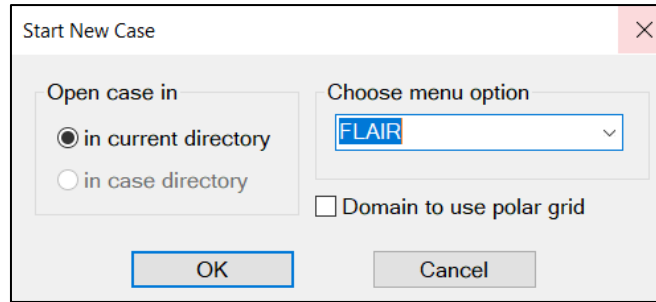 Start New Case
Open case in
in current directory
in case directory
Choose menu option
FLAIR
Domain to use polar grid
OK
Cancel